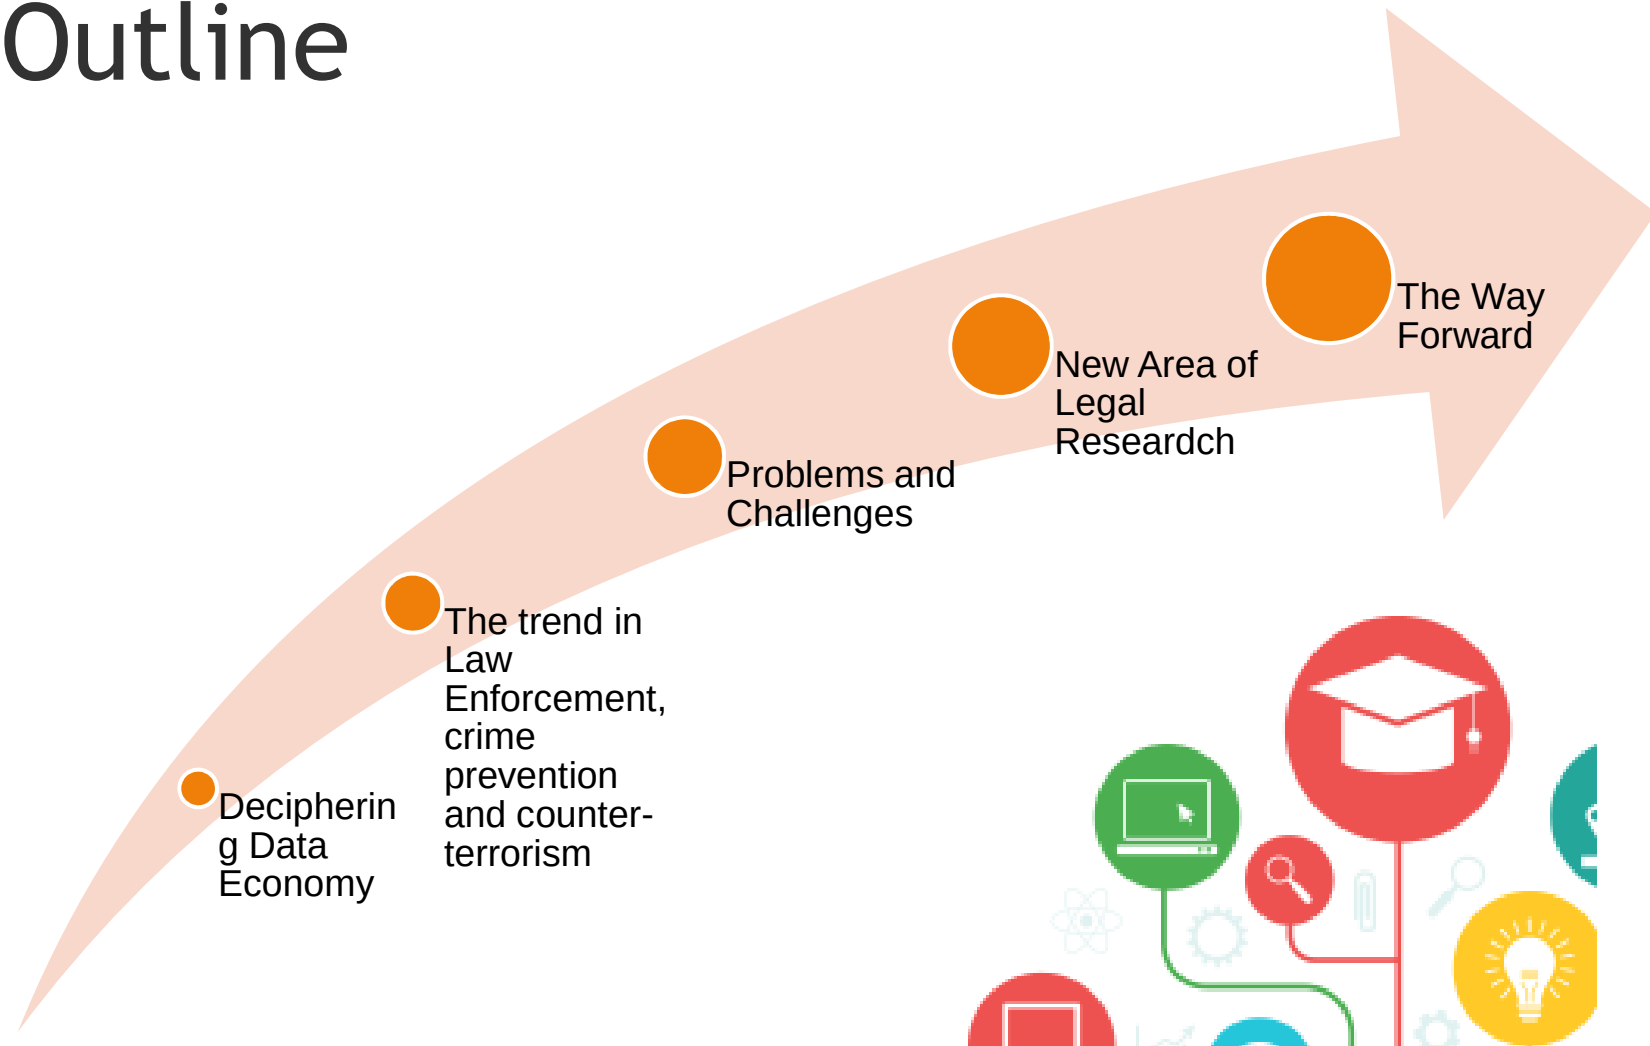 Outline
Decipherin
g Data
Economy
The trend in
Law
Enforcement,
crime
prevention
and counter-
terrorism
Problems and
Challenges
New Area of
Legal
Researdch
The Way
Forward